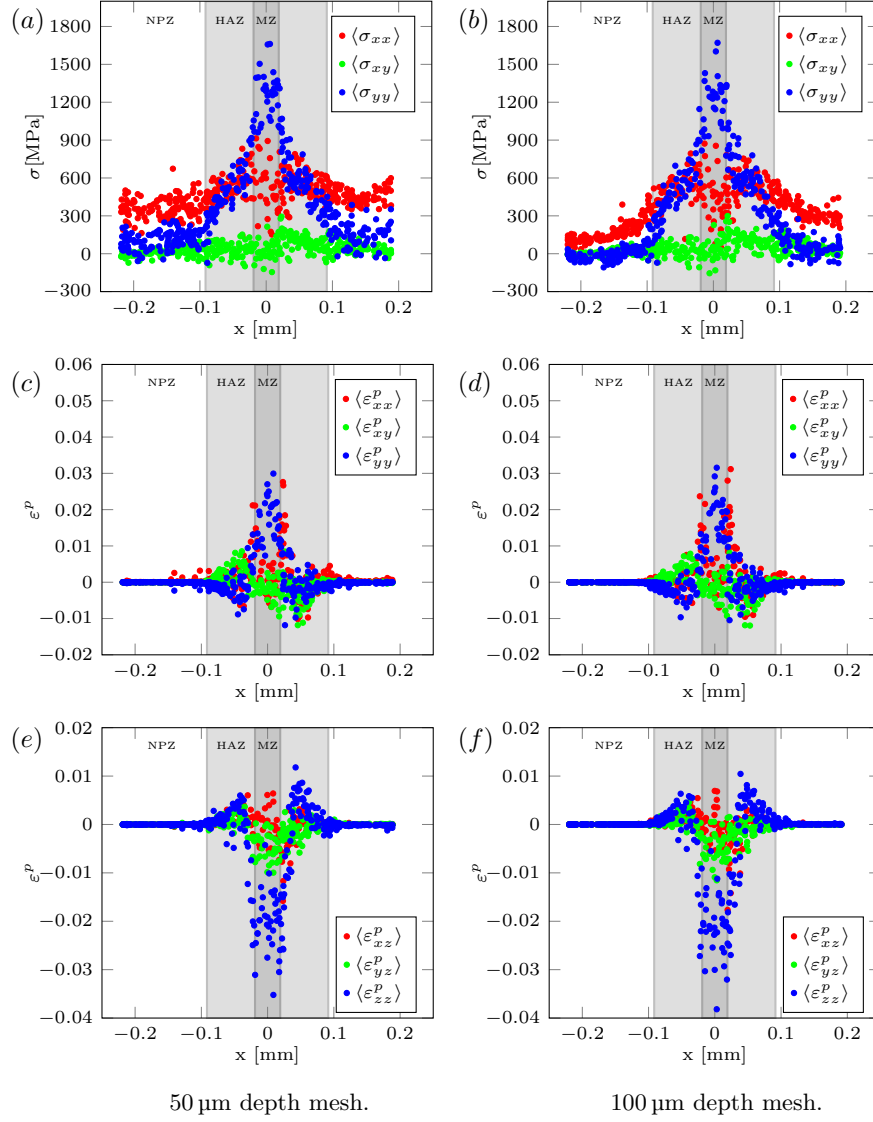 (a) NPZ HAZ MZ
⟨σxx⟩
⟨σxy⟩
⟨σyy⟩
1800
1500
1200
900
600
300
0
−300
σ [MPa]
−0.2 −0.1 0 0.1 0.2
x [mm]
(b) NPZ HAZ MZ
⟨σxx⟩
⟨σxy⟩
⟨σyy⟩
1800
1500
1200
900
600
300
0
−300
σ [MPa]
−0.2 −0.1 0 0.1 0.2
x [mm]
(c) NPZ HAZ MZ
⟨ε^p_xx⟩
⟨ε^p_xy⟩
⟨ε^p_yy⟩
0.06
0.05
0.04
0.03
0.02
0.01
0
−0.01
−0.02
ε^p
−0.2 −0.1 0 0.1 0.2
x [mm]
(d) NPZ HAZ MZ
⟨ε^p_xx⟩
⟨ε^p_xy⟩
⟨ε^p_yy⟩
0.06
0.05
0.04
0.03
0.02
0.01
0
−0.01
−0.02
ε^p
−0.2 −0.1 0 0.1 0.2
x [mm]
(e) NPZ HAZ MZ
0.02
0.01
0
−0.01
−0.02
−0.03
−0.04
ε^p
⟨ε^p_xz⟩
⟨ε^p_yz⟩
⟨ε^p_zz⟩
−0.2 −0.1 0 0.1 0.2
x [mm]
(f) NPZ HAZ MZ
0.02
0.01
0
−0.01
−0.02
−0.03
−0.04
ε^p
⟨ε^p_xz⟩
⟨ε^p_yz⟩
⟨ε^p_zz⟩
−0.2 −0.1 0 0.1 0.2
x [mm]
50 µm depth mesh.
100 µm depth mesh.